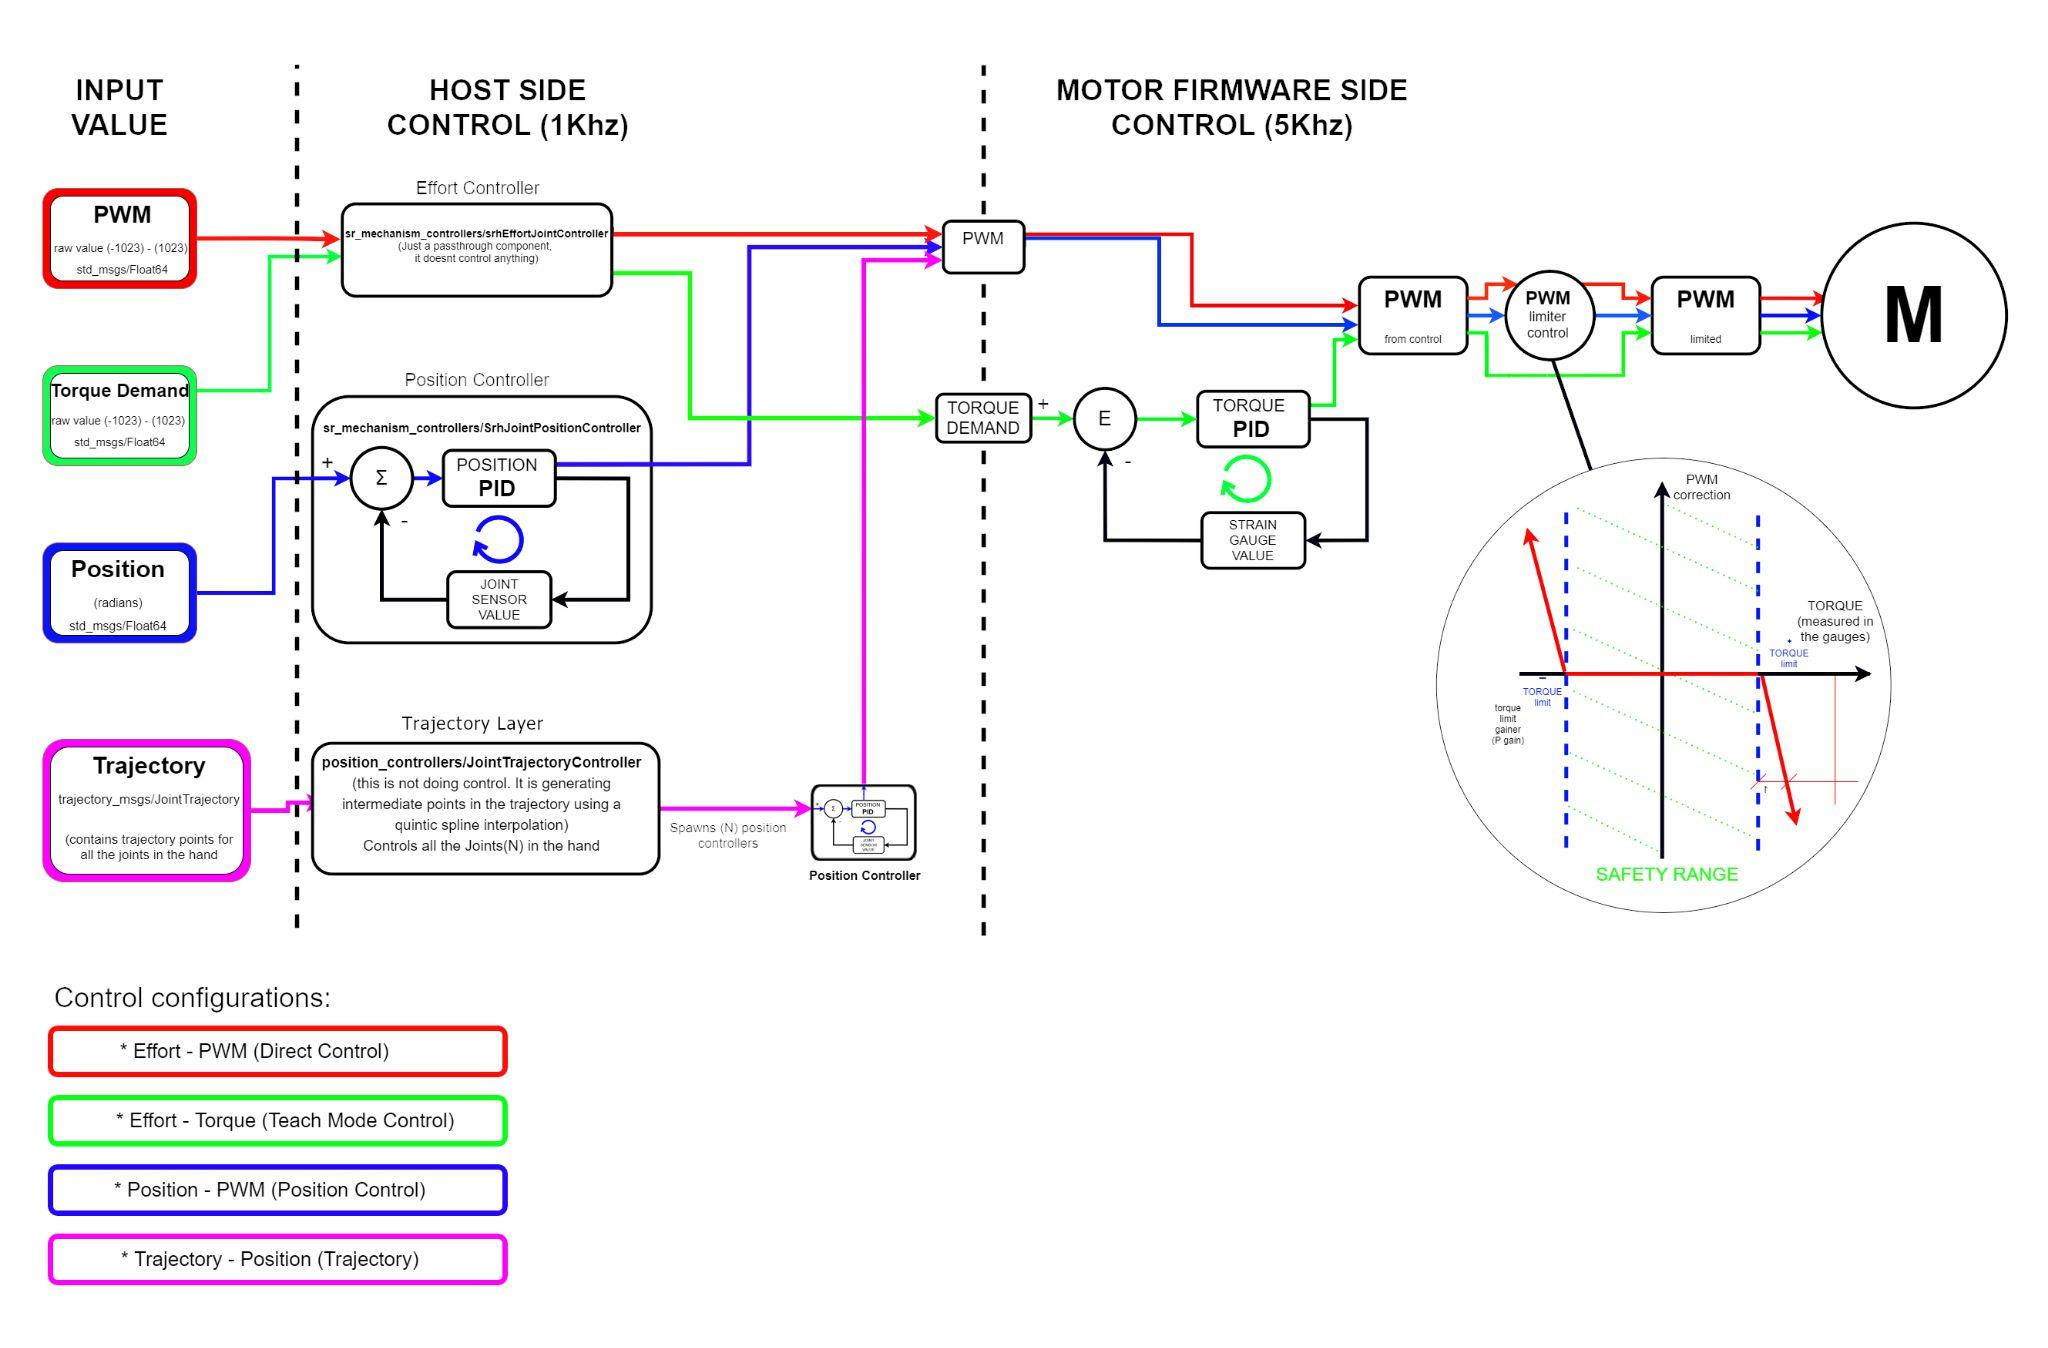 INPUT
VALUE
HOST SIDE
CONTROL (1Khz)
MOTOR FIRMWARE SIDE
CONTROL (5Khz)
PWM
raw value (-1023) - (1023)
std_msgs/Float64
Effort Controller
sr_mechanism_controllers/srhEffortJointController
(Just a passthrough component,
it doesnt control anything)
PWM
PWM
from control
PWM
limiter
control
PWM
limited
M
Torque Demand
raw value (-1023) - (1023)
std_msgs/Float64
Position Controller
sr_mechanism_controllers/SrhJointPositionController
+
Σ
-
POSITION
PID
JOINT
SENSOR
VALUE
TORQUE
DEMAND
+
E
-
TORQUE
PID
STRAIN
GAUGE
VALUE
Position
(radians)
std_msgs/Float64
PWM
correction
TORQUE
(measured in
the gauges)
+
TORQUE
limit
-
TORQUE
limit
torque
limit
gainer
(P gain)
SAFETY RANGE
Trajectory
trajectory_msgs/JointTrajectory
(contains trajectory points for
all the joints in the hand
Trajectory Layer
position_controllers/JointTrajectoryController
(this is not doing control. It is generating
intermediate points in the trajectory using a
quintic spline interpolation)
Controls all the Joints(N) in the hand
Spawns (N) position
controllers
+
Σ
POSITION
PID
JOINT
SENSOR
VALUE
Position Controller
Control configurations:
* Effort - PWM (Direct Control)
* Effort - Torque (Teach Mode Control)
* Position - PWM (Position Control)
* Trajectory - Position (Trajectory)